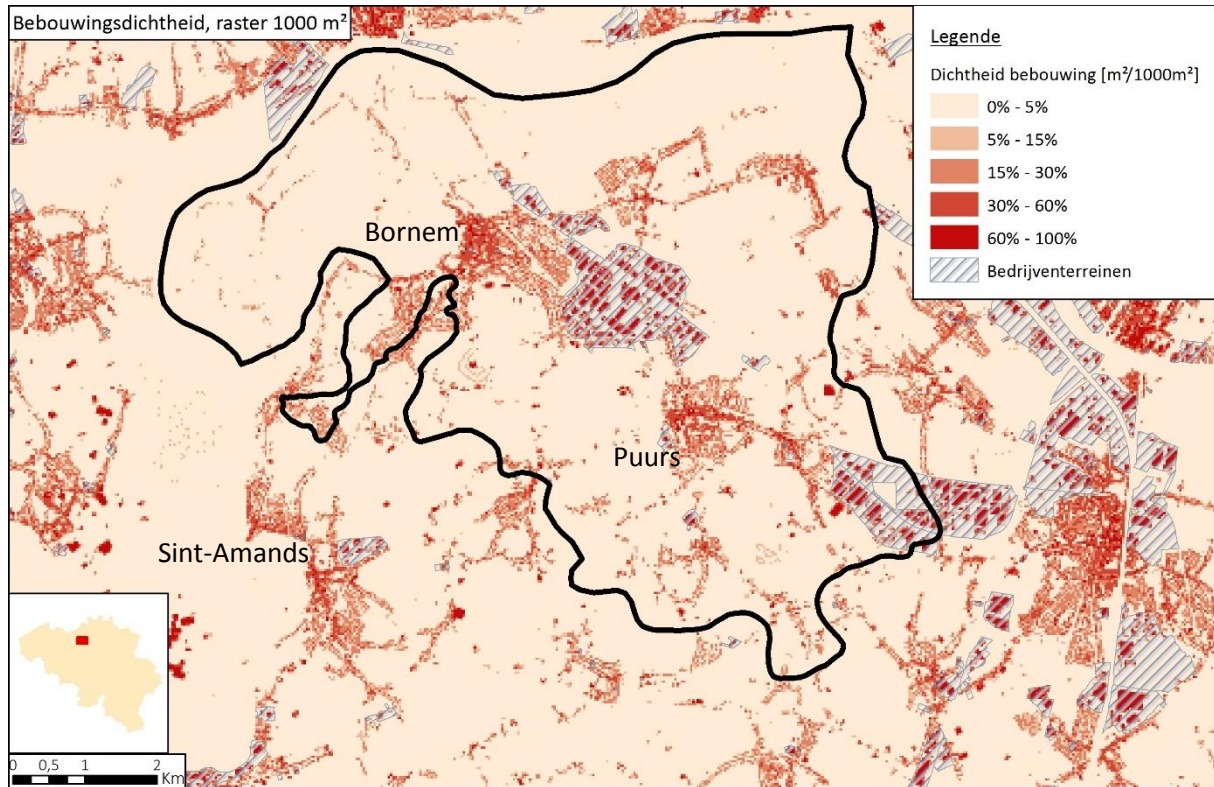 Bebouwingsdichtheid, raster 1000 m²
Legende
Dichtheid bebouwing [m²/1000m²]
0% - 5%
5% - 15%
15% - 30%
30% - 60%
60% - 100%
Bedrijventerreinen
Bornem
Puurs
Sint-Amands
0 0,5 1 2
Km